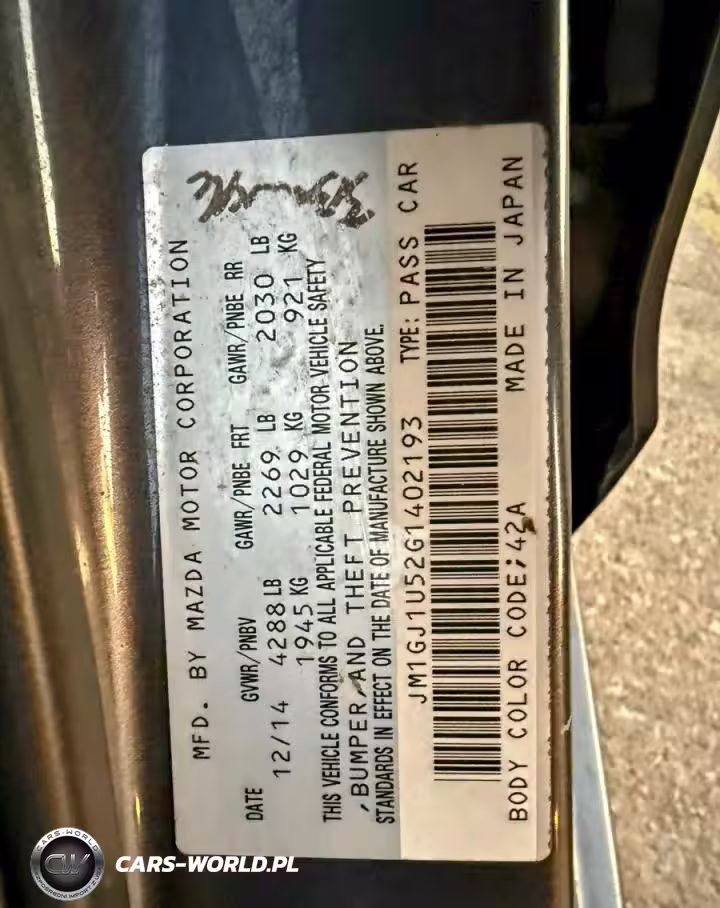 MFD. BY MAZDA MOTOR CORPORATION
DATE GVWR/PNBV GAWR/PNBE FRT GAWR/PNBE RR
12/14 4288 LB 2269 LB 2030 LB
1945 KG 1029 KG 921 KG
THIS VEHICLE CONFORMS TO ALL APPLICABLE FEDERAL MOTOR VEHICLE SAFETY
,BUMPER,AND THEFT PREVENTION
STANDARDS IN EFFECT ON THE DATE OF MANUFACTURE SHOWN ABOVE.
JM1GJ1U52G1402193 TYPE: PASS CAR
BODY COLOR CODE;42A MADE IN JAPAN
CARS-WORLD
CW
CARS-WORLD.PL